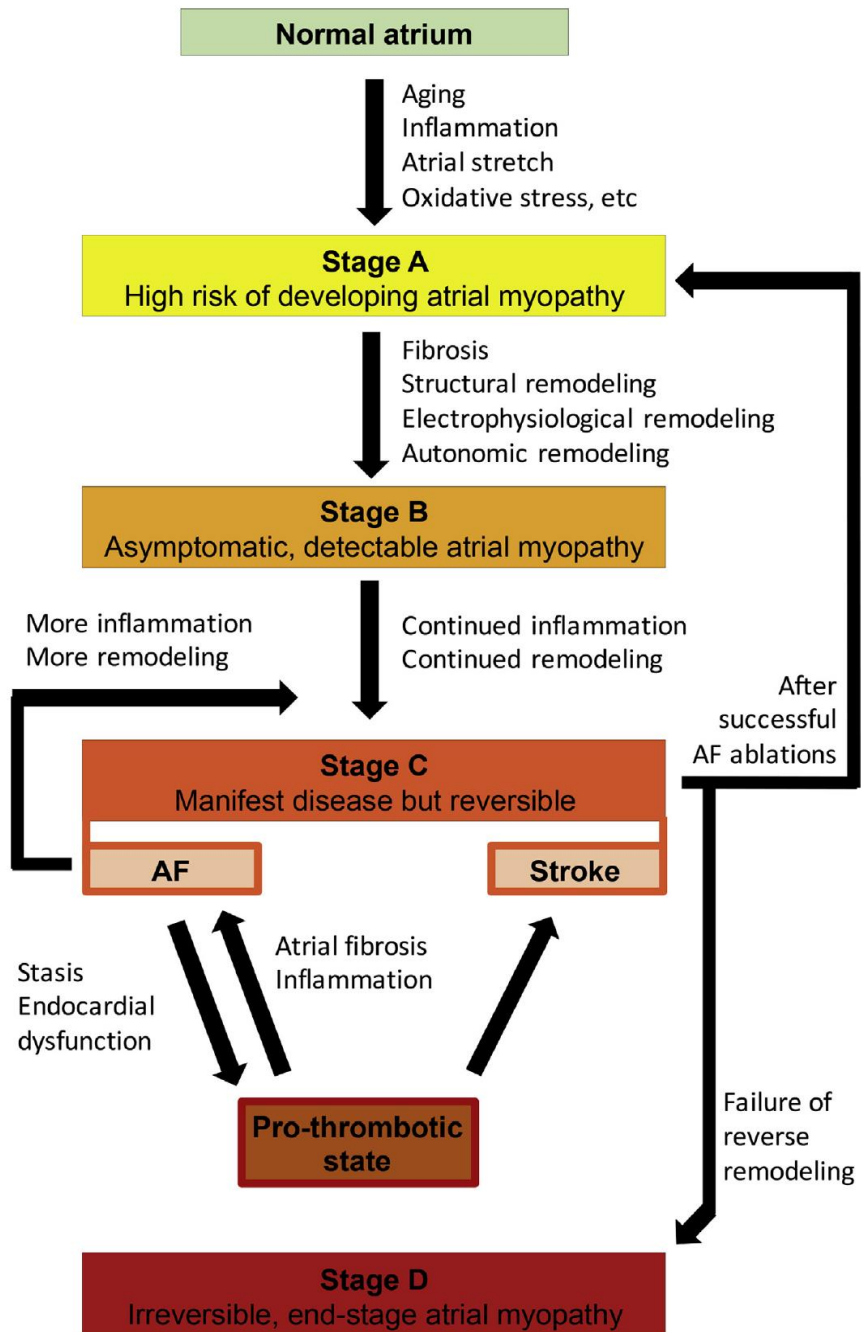 Normal atrium
Aging
Inflammation
Atrial stretch
Oxidative stress, etc
Stage A
High risk of developing atrial myopathy
Fibrosis
Structural remodeling
Electrophysiological remodeling
Autonomic remodeling
Stage B
Asymptomatic, detectable atrial myopathy
More inflammation
More remodeling
Continued inflammation
Continued remodeling
After
successful
AF ablations
Stage C
Manifest disease but reversible
AF
Stroke
Stasis
Endocardial
dysfunction
Atrial fibrosis
Inflammation
Pro-thrombotic
state
Failure of
reverse
remodeling
Stage D
Irreversible, end-stage atrial myopathy